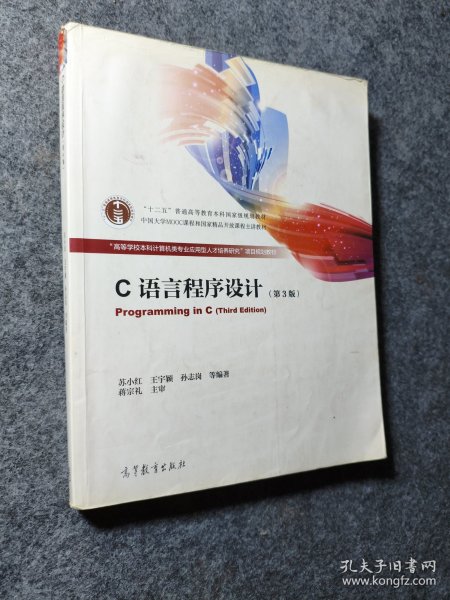 十二五
"十二五"普通高等教育本科国家级规划教材
中国大学MOOC课程和国家精品开放课程主讲教材
"高等学校本科计算机类专业应用型人才培养研究"项目规划教材
C 语言程序设计（第3版）
Programming in C (Third Edition)
苏小红 王宇颖 孙志岗 等编著
蒋宗礼 主审
高等教育出版社
孔夫子旧书网
www.kongfz.com